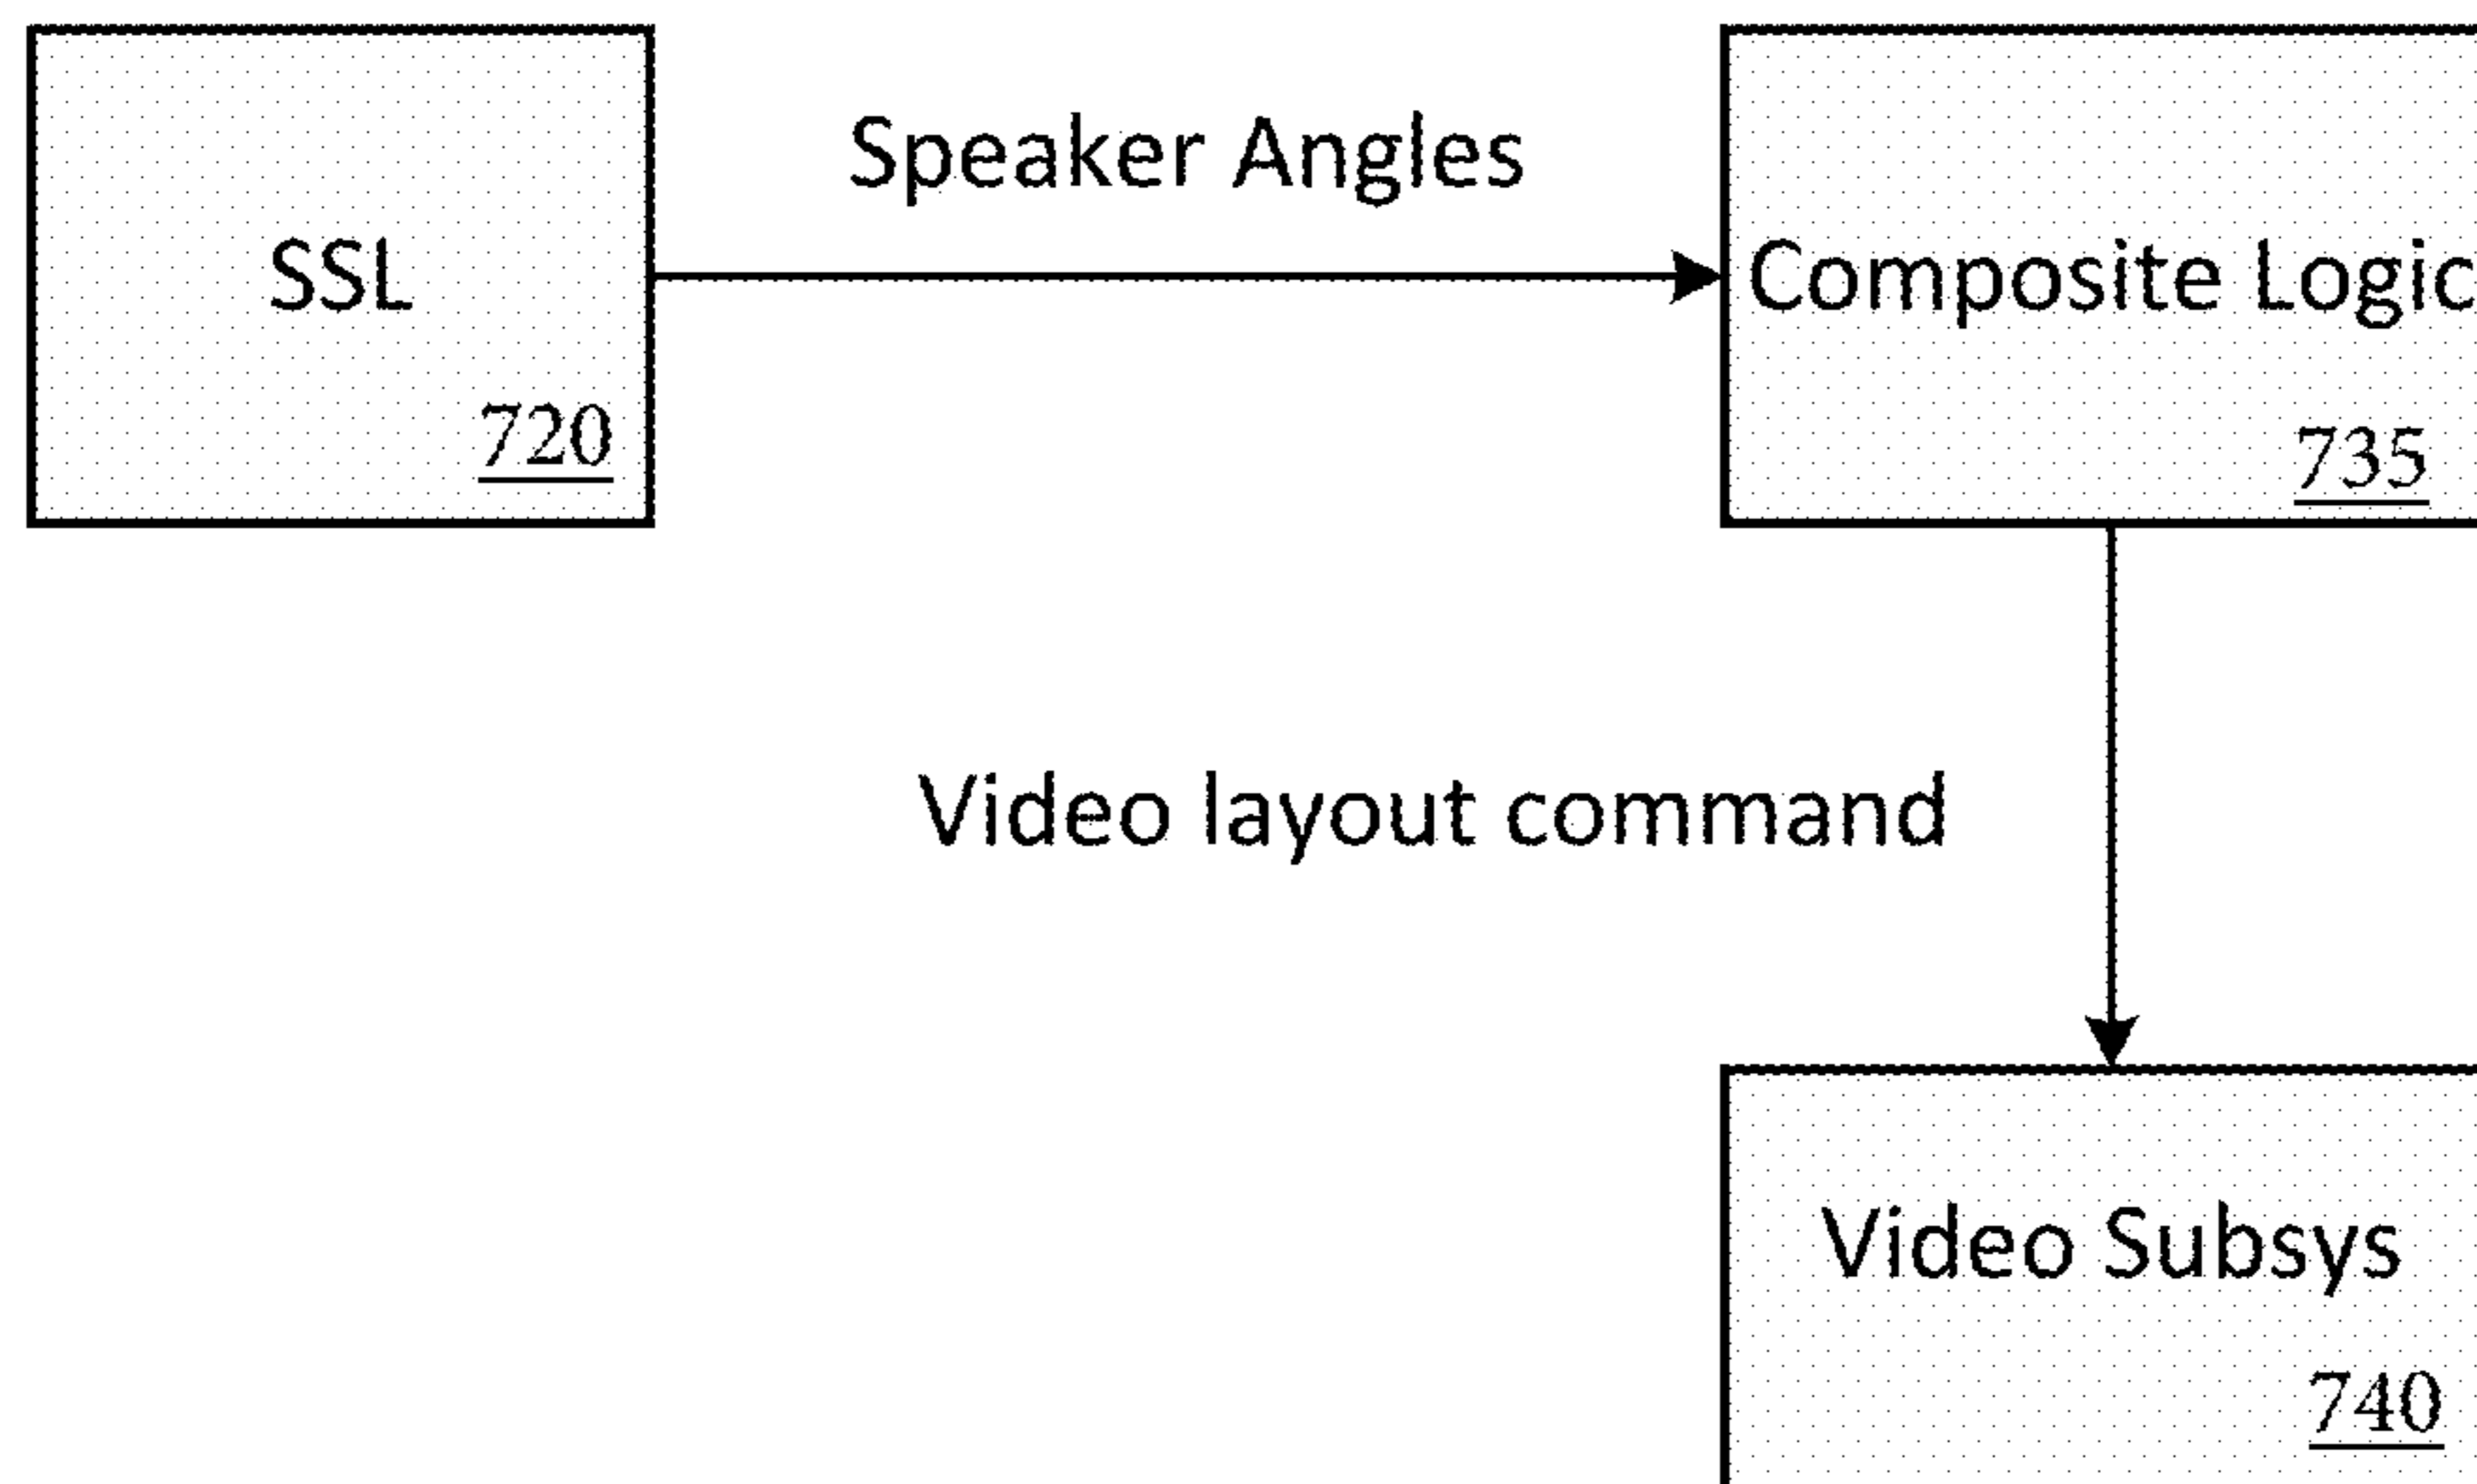 SSL
720
Speaker Angles
Composite Logic
735
Video layout command
Video Subsys
740